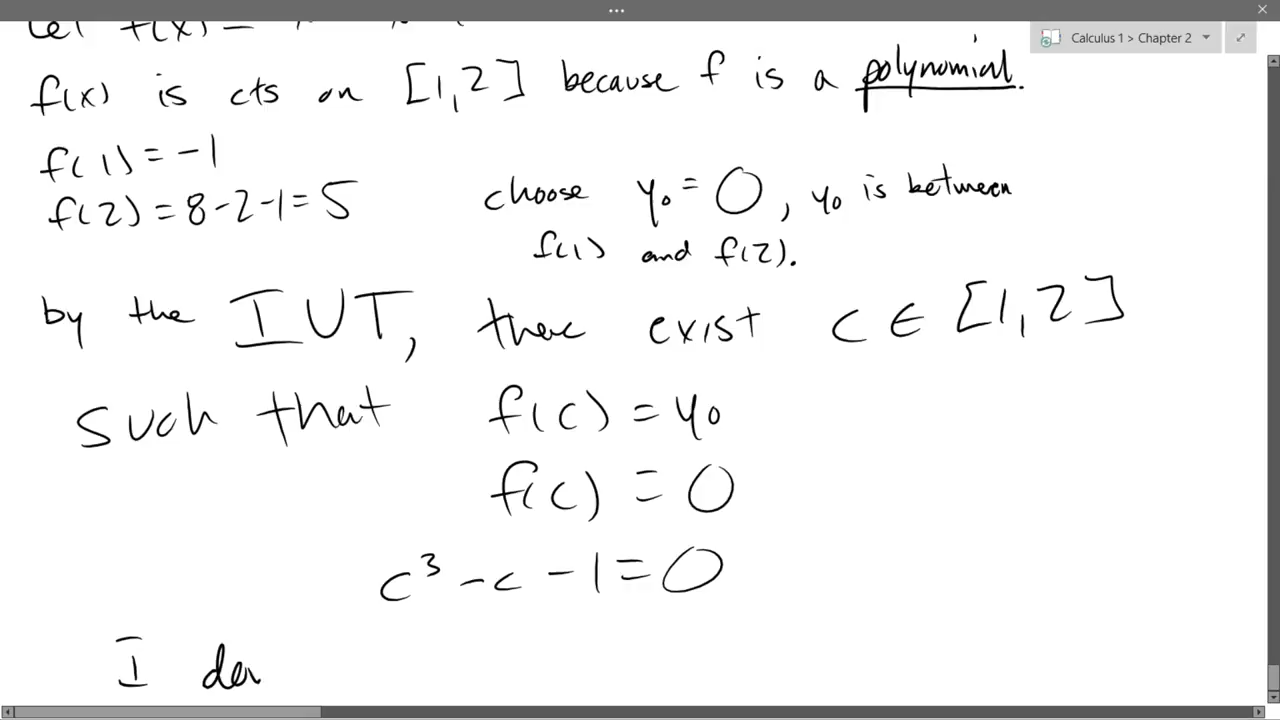 Calculus 1 > Chapter 2
Let f(x) =
f(x) is cts on [1,2] because f is a polynomial.
f(1) = -1
f(2) = 8-2-1 = 5
choose y₀ = 0, y₀ is between
f(1) and f(2).
by the IVT, there exist c ∈ [1,2]
such that f(c) = y₀
f(c) = 0
c³ - c - 1 = 0
I